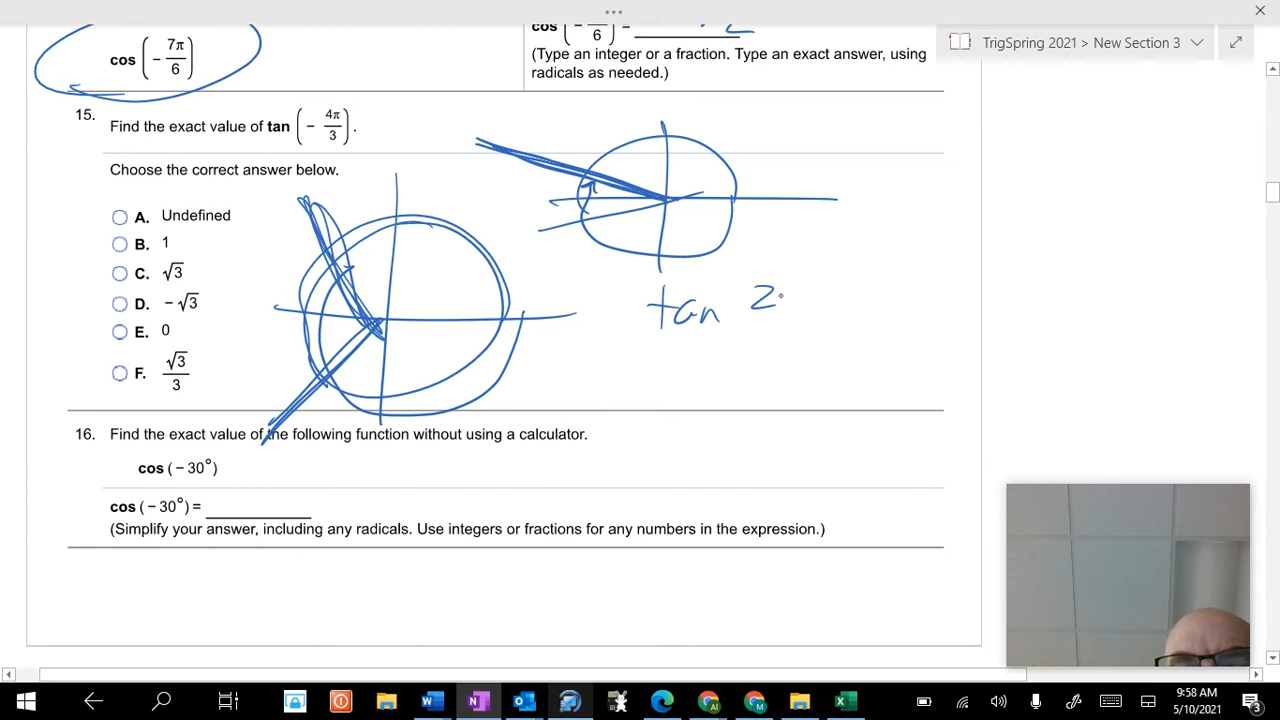 TrigSpring 2021 > New Section 3
cos (− 7π/6)
cos (− /6) = ________ 2
(Type an integer or a fraction. Type an exact answer, using radicals as needed.)
15. Find the exact value of tan (− 4π/3).
Choose the correct answer below.
A. Undefined
B. 1
C. √3
D. − √3
E. 0
F. √3/3
tan 2
16. Find the exact value of the following function without using a calculator.
cos (− 30°)
cos (− 30°) = ________
(Simplify your answer, including any radicals. Use integers or fractions for any numbers in the expression.)
9:58 AM
5/10/2021
3